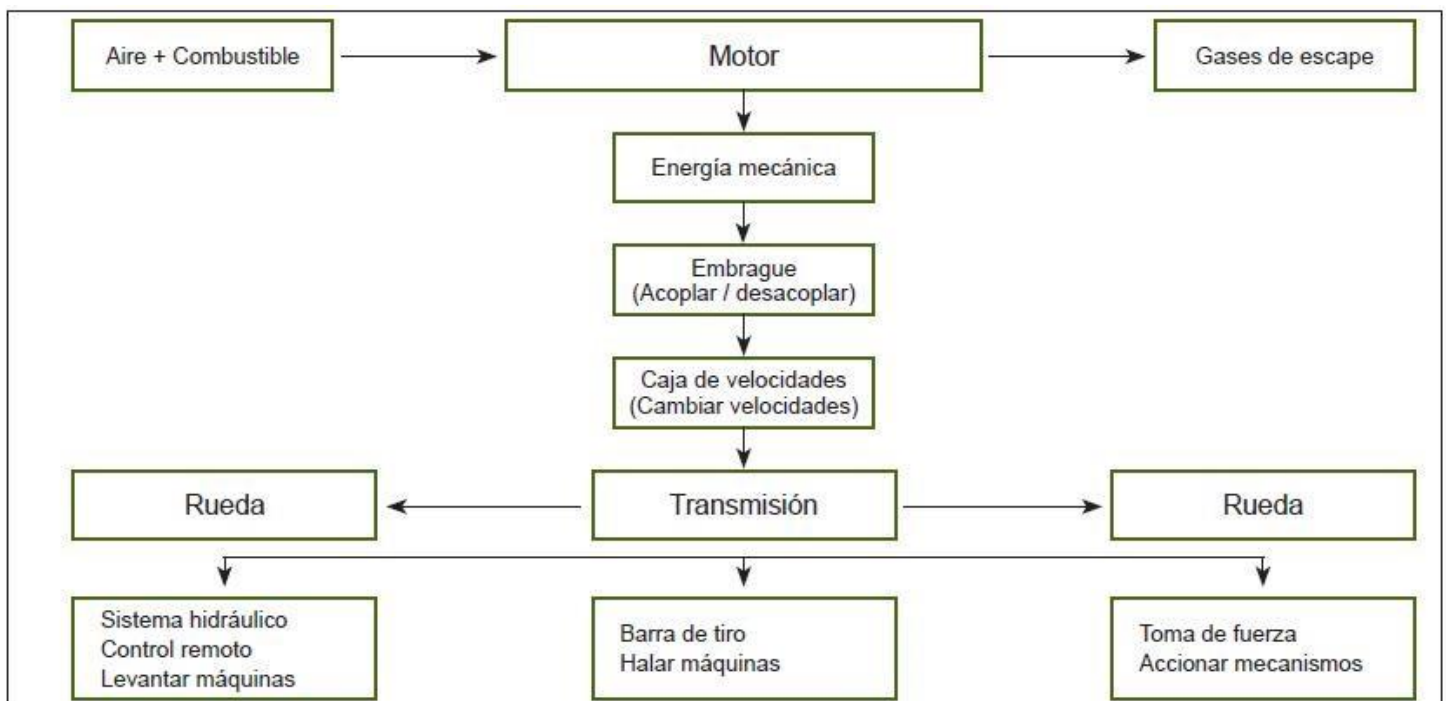 Aire + Combustible
Motor
Gases de escape
Energía mecánica
Embrague
(Acoplar / desacoplar)
Caja de velocidades
(Cambiar velocidades)
Rueda
Transmisión
Rueda
Sistema hidráulico
Control remoto
Levantar máquinas
Barra de tiro
Halar máquinas
Toma de fuerza
Accionar mecanismos